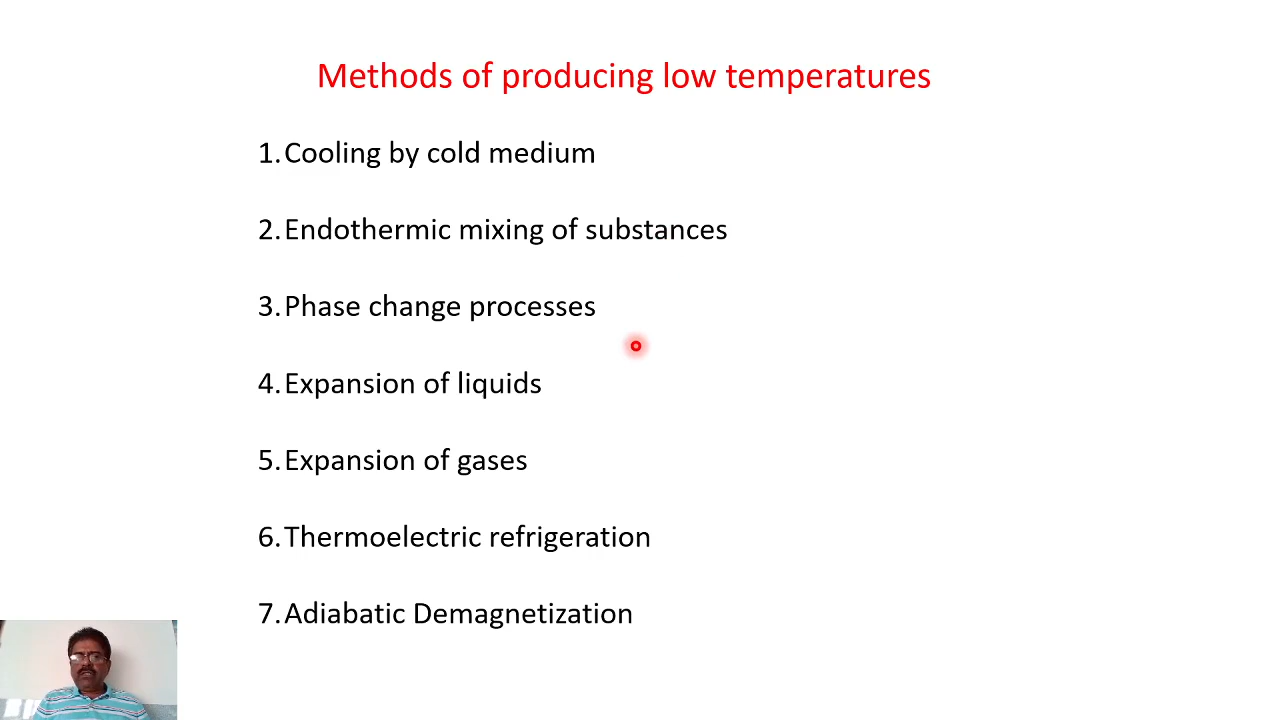 Methods of producing low temperatures
1. Cooling by cold medium
2. Endothermic mixing of substances
3. Phase change processes
4. Expansion of liquids
5. Expansion of gases
6. Thermoelectric refrigeration
7. Adiabatic Demagnetization